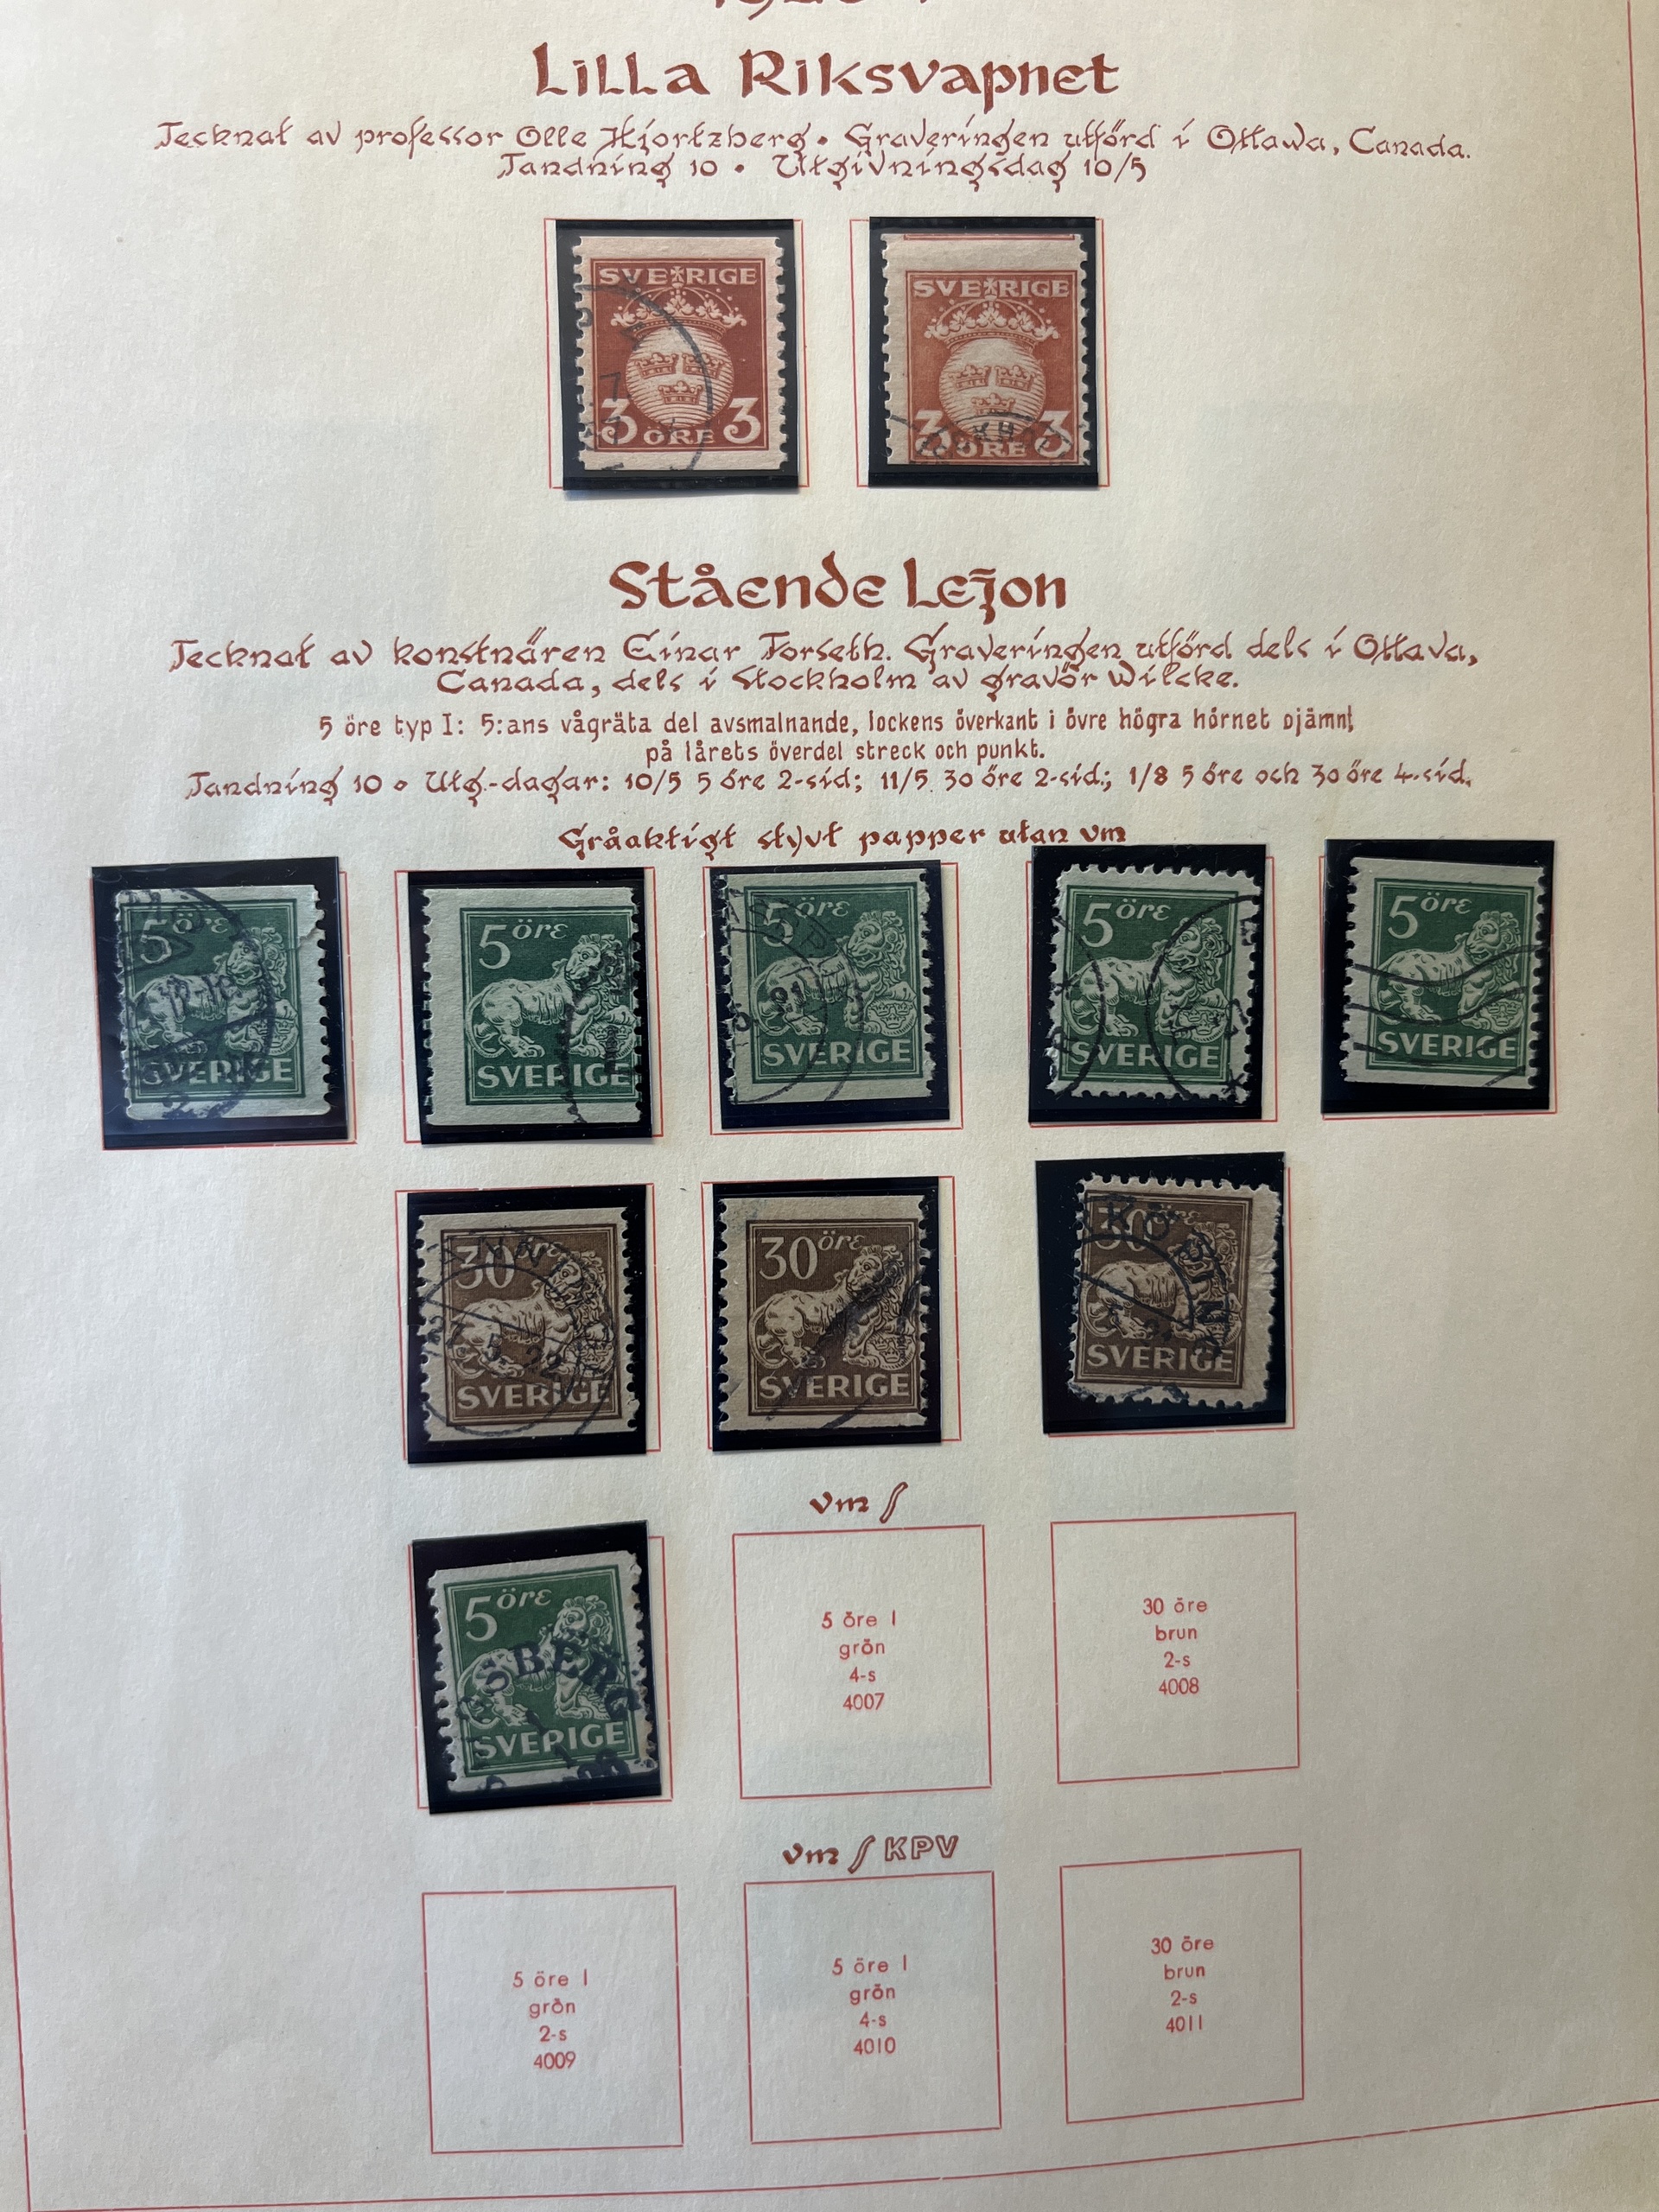 Lilla Riksvapnet
Tecknat av professor Olle Hjortzberg. Graveringen utförd i Ottawa, Canada.
Tandning 10 • Utgivningsdag 10/5
SVERIGE
3 ÖRE 3
SVERIGE
3 ÖRE 3
Stående Lejon
Tecknat av konstnären Einar Forseth. Graveringen utförd dels i Ottava,
Canada, dels i Stockholm av gravör Wilcke.
5 öre typ I: 5:ans vågräta del avsmalnande, lockens överkant i övre högra hörnet ojämn;
på lårets överdel streck och punkt.
Tandning 10 • Utg.-dagar: 10/5 5 öre 2-sid; 11/5 30 öre 2-sid.; 1/8 5 öre och 30 öre 4-sid.
Gråaktigt styvt papper utan vm
5 öre
SVERIGE
5 öre
SVERIGE
5 öre
SVERIGE
5 öre
SVERIGE
5 öre
SVERIGE
30 öre
SVERIGE
27 5 22
30 öre
SVERIGE
30 öre
SVERIGE
vm
5 öre
SBERG
SVERIGE
5 öre I
grön
4-s
4007
30 öre
brun
2-s
4008
vm KPV
5 öre I
grön
2-s
4009
5 öre I
grön
4-s
4010
30 öre
brun
2-s
4011